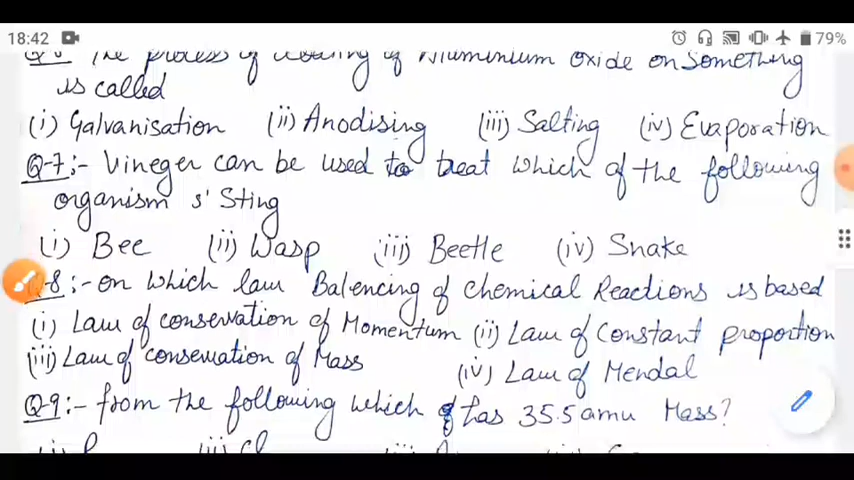 18:42
79%
The process of coating of Aluminium oxide on Something
is called
(i) Galvanisation (ii) Anodising (iii) Salting (iv) Evaporation
Q-7:- Vineger can be used to treat which of the following
organism s' Sting
(i) Bee (ii) Wasp (iii) Beetle (iv) Snake
Q-8:- on which law Balencing of chemical Reactions is based
(i) Law of conservation of Momentum (ii) Law of Constant proportion
(iii) Law of conservation of Mass (iv) Law of Mendal
Q-9:- from the following which has 35.5 amu Mass?